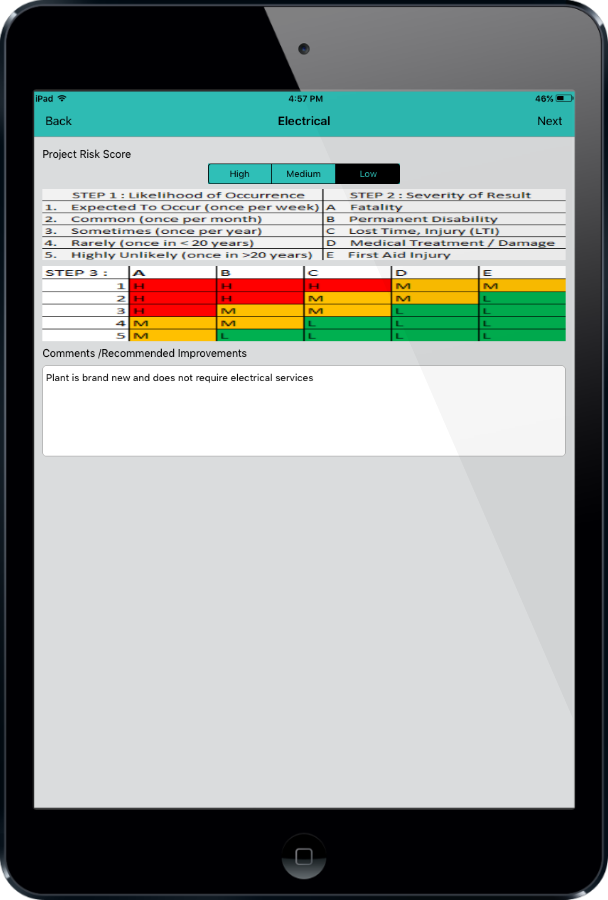 iPad 4:57 PM 46%
Back Electrical Next
Project Risk Score
High Medium Low
STEP 1 : Likelihood of Occurrence STEP 2 : Severity of Result
1. Expected To Occur (once per week) A Fatality
2. Common (once per month) B Permanent Disability
3. Sometimes (once per year) C Lost Time, Injury (LTI)
4. Rarely (once in < 20 years) D Medical Treatment / Damage
5. Highly Unlikely (once in >20 years) E First Aid Injury
STEP 3 : A B C D E
1 H H H M M
2 H H M M L
3 H M M L L
4 M M L L L
5 M L L L L
Comments /Recommended Improvements
Plant is brand new and does not require electrical services